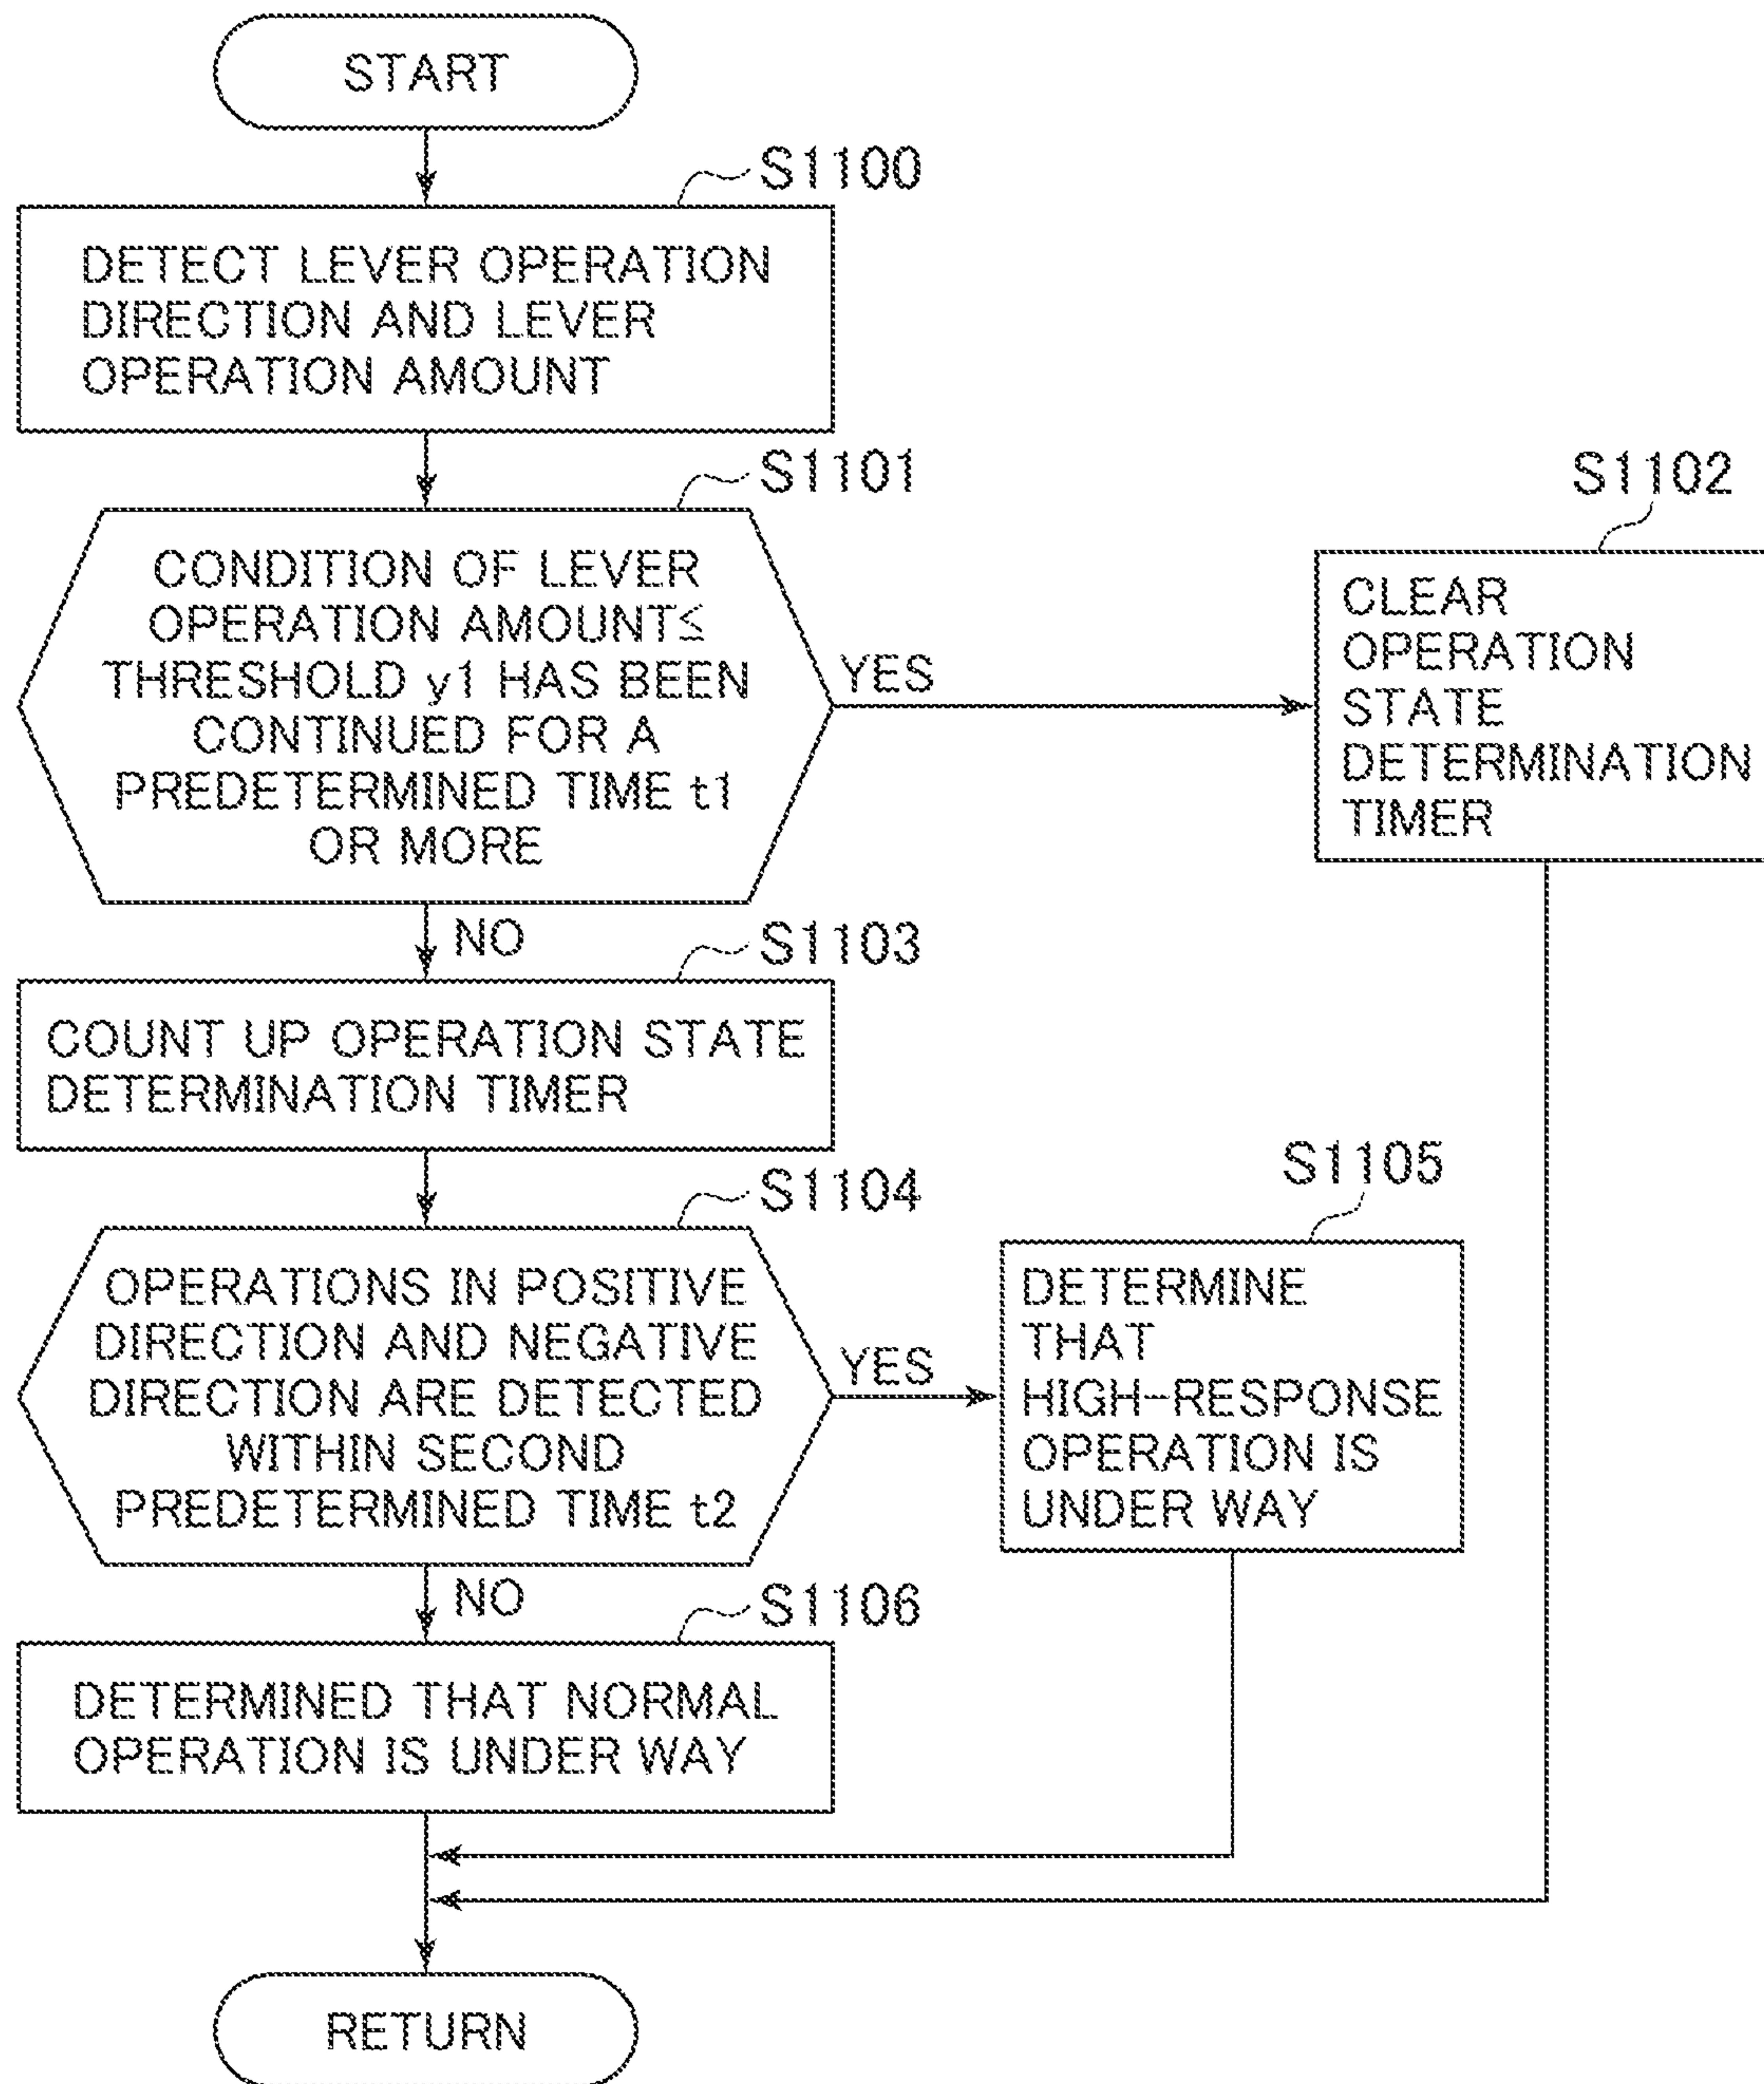 START
S1100
DETECT LEVER OPERATION
DIRECTION AND LEVER
OPERATION AMOUNT
S1101
CONDITION OF LEVER
OPERATION AMOUNT≦
THRESHOLD y1 HAS BEEN
CONTINUED FOR A
PREDETERMINED TIME t1
OR MORE
YES
S1102
CLEAR
OPERATION
STATE
DETERMINATION
TIMER
NO
S1103
COUNT UP OPERATION STATE
DETERMINATION TIMER
S1104
OPERATIONS IN POSITIVE
DIRECTION AND NEGATIVE
DIRECTION ARE DETECTED
WITHIN SECOND
PREDETERMINED TIME t2
YES
S1105
DETERMINE
THAT
HIGH-RESPONSE
OPERATION IS
UNDER WAY
NO
S1106
DETERMINED THAT NORMAL
OPERATION IS UNDER WAY
RETURN